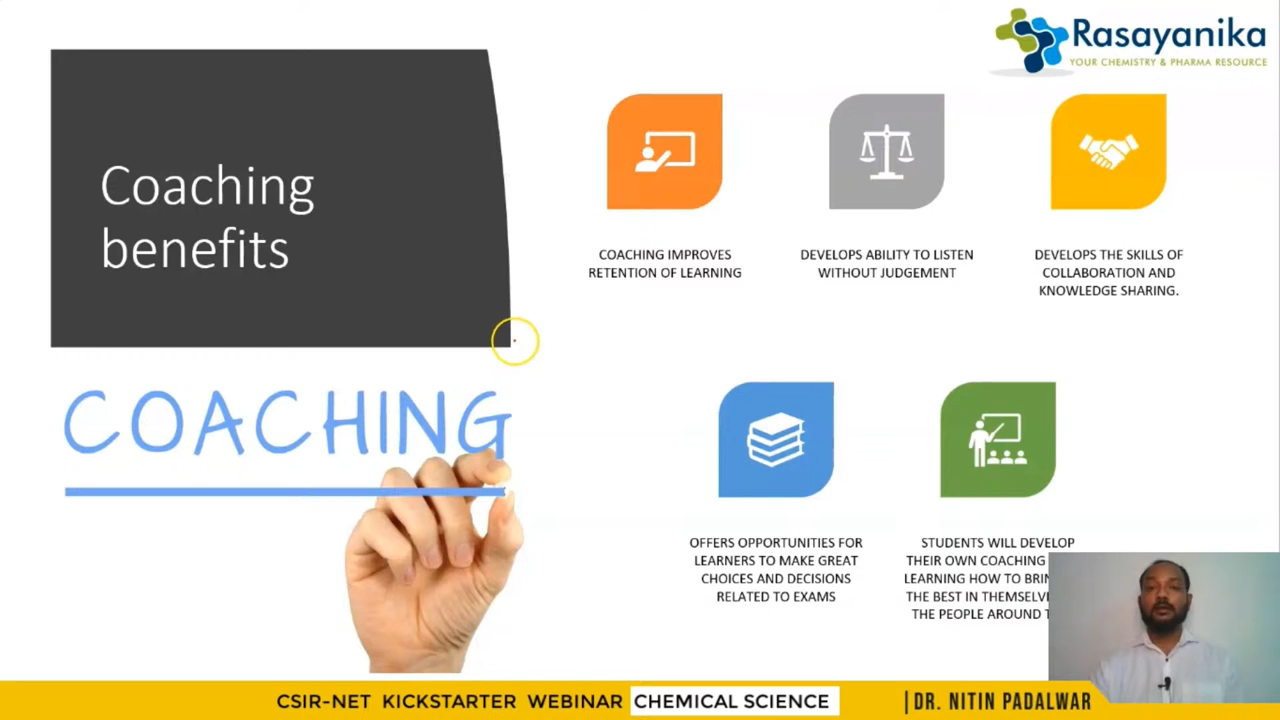 Rasayanika
YOUR CHEMISTRY & PHARMA RESOURCE
Coaching
benefits
COACHING
COACHING IMPROVES
RETENTION OF LEARNING
DEVELOPS ABILITY TO LISTEN
WITHOUT JUDGEMENT
DEVELOPS THE SKILLS OF
COLLABORATION AND
KNOWLEDGE SHARING.
OFFERS OPPORTUNITIES FOR
LEARNERS TO MAKE GREAT
CHOICES AND DECISIONS
RELATED TO EXAMS
STUDENTS WILL DEVELOP
THEIR OWN COACHING
LEARNING HOW TO
THE BEST IN
THE PEOPLE AROUND
CSIR-NET KICKSTARTER WEBINAR CHEMICAL SCIENCE
|DR. NITIN PADALWAR